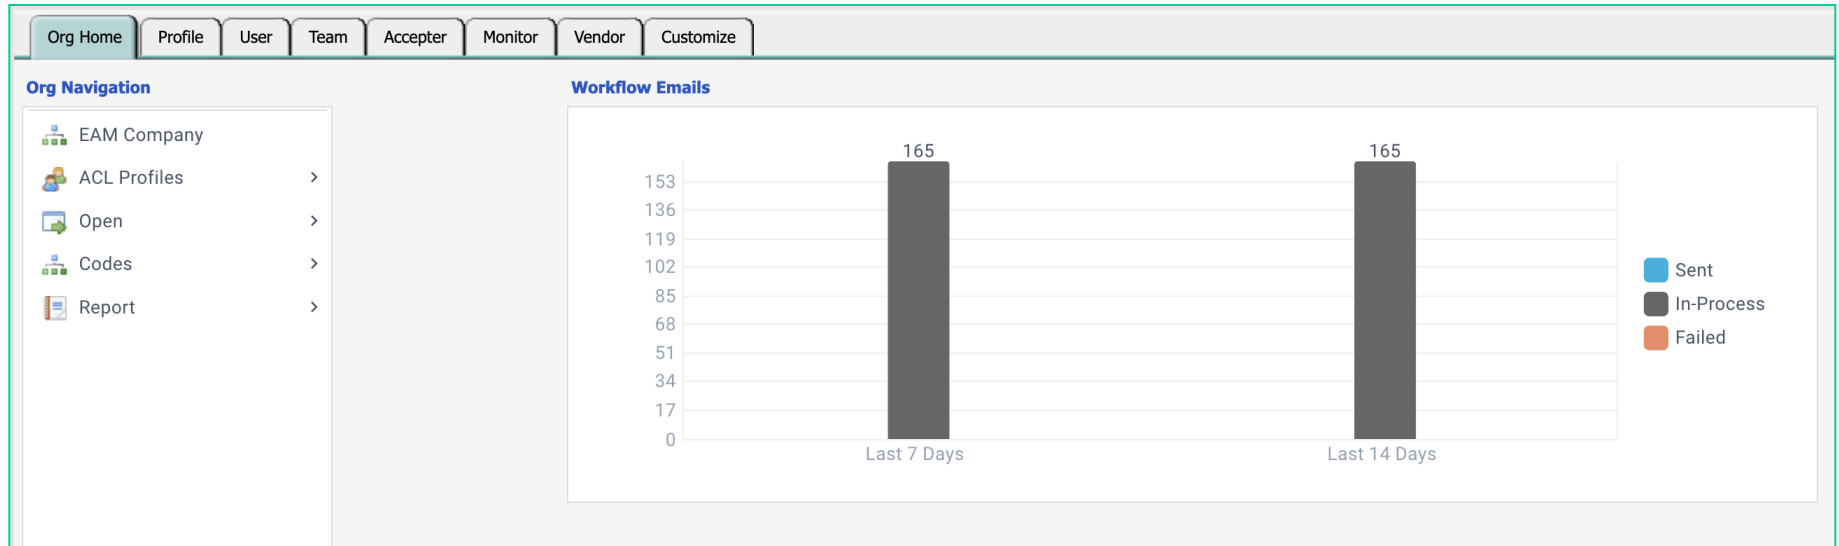 Org Home Profile User Team Accepter Monitor Vendor Customize
Org Navigation
EAM Company
ACL Profiles
Open
Codes
Report
Workflow Emails
165 165
153
136
119
102
85
68
51
34
17
0
Last 7 Days Last 14 Days
Sent
In-Process
Failed